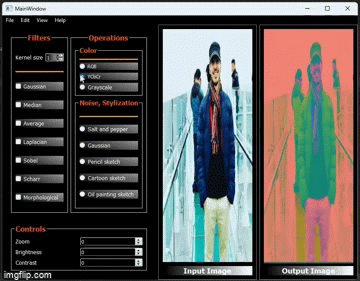 MainWindow
File Edit View Help
Filters
Kernel size 1
Gaussian
Median
Average
Laplacian
Sobel
Scharr
Morphological
Operations
Color
RGB
YCbCr
Grayscale
Noise, Stylization
Salt and pepper
Gaussian
Pencil sketch
Cartoon sketch
Oil painting sketch
Controls
Zoom 0
Brightness 0
Contrast 0
Input Image
Output Image
imgflip.com